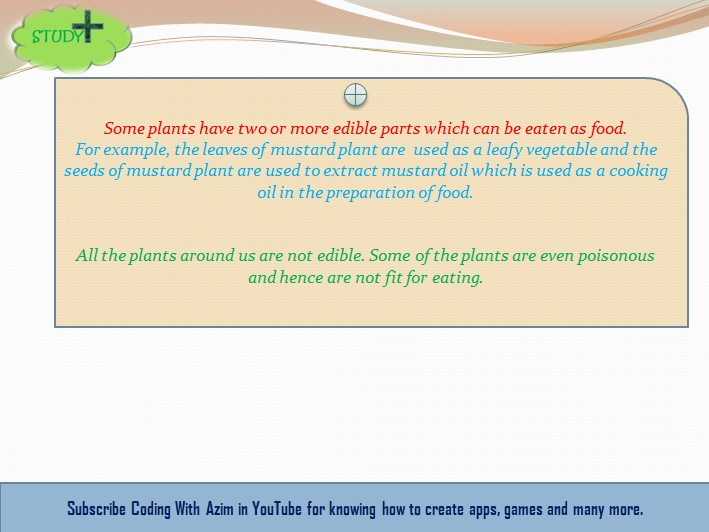 STUDY+
Some plants have two or more edible parts which can be eaten as food.
For example, the leaves of mustard plant are used as a leafy vegetable and the
seeds of mustard plant are used to extract mustard oil which is used as a cooking
oil in the preparation of food.
All the plants around us are not edible. Some of the plants are even poisonous
and hence are not fit for eating.
Subscribe Coding With Azim in YouTube for knowing how to create apps, games and many more.